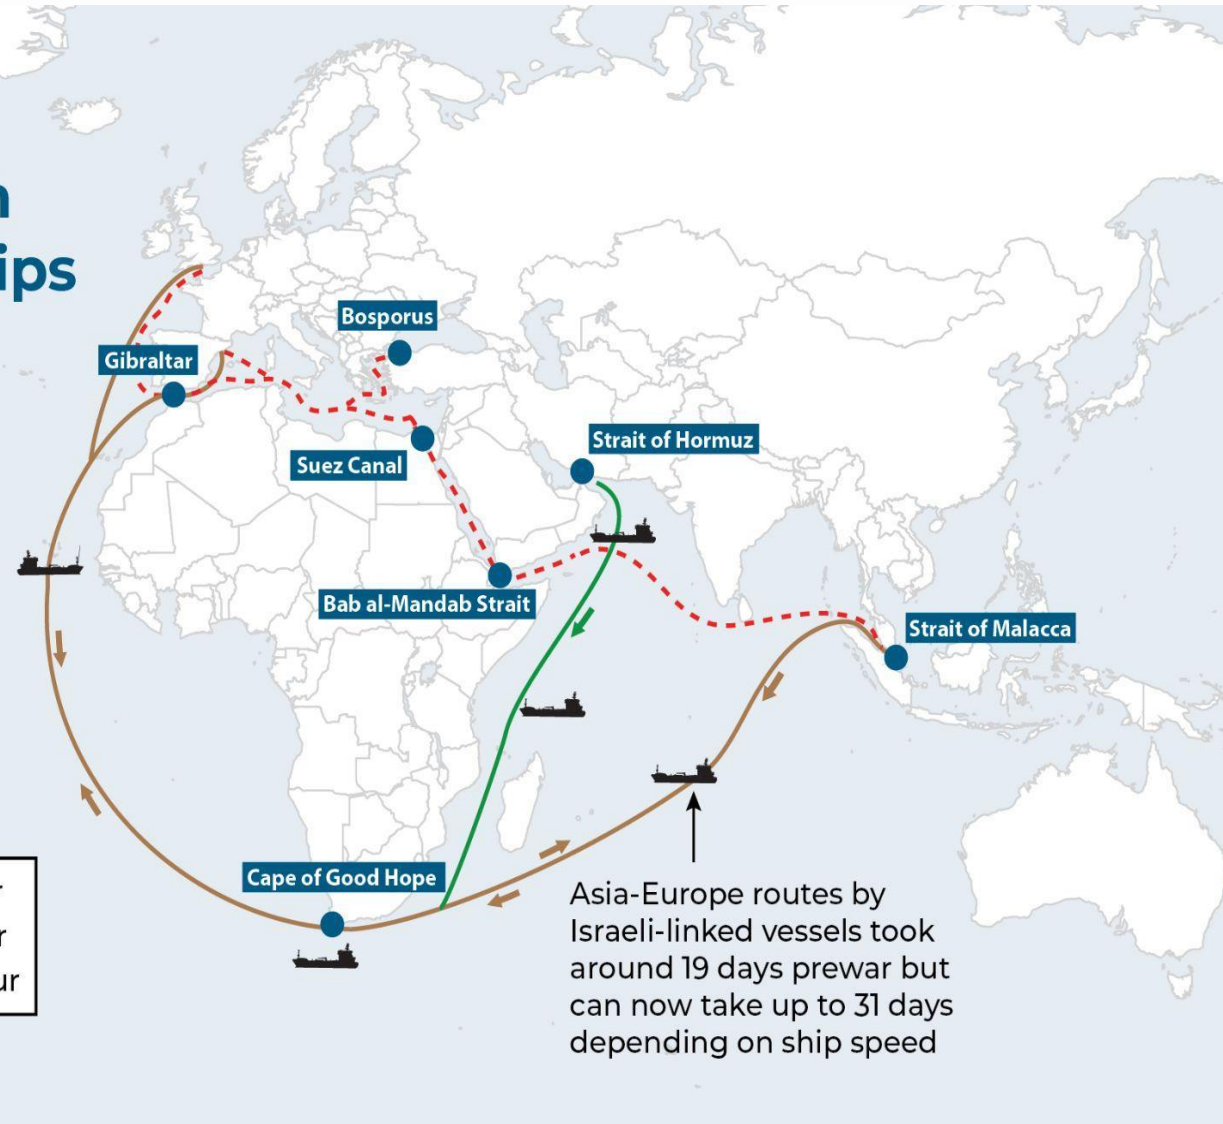 ips
Bosporus
Gibraltar
Strait of Hormuz
Suez Canal
Bab al-Mandab Strait
Strait of Malacca
Cape of Good Hope
Asia-Europe routes by
Israeli-linked vessels took
around 19 days prewar but
can now take up to 31 days
depending on ship speed